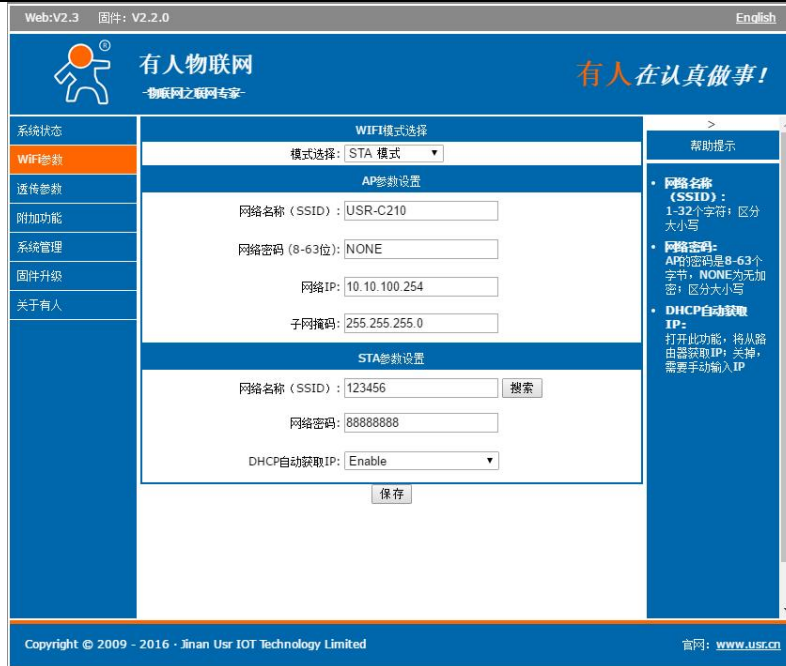 Web:V2.3 固件: V2.2.0 English
有人物联网
-物联网之联网专家-
有人在认真做事!
系统状态
WiFi参数
透传参数
附加功能
系统管理
固件升级
关于有人
WIFI模式选择
模式选择: STA 模式
AP参数设置
网络名称 (SSID) : USR-C210
网络密码 (8-63位): NONE
网络IP: 10.10.100.254
子网掩码: 255.255.255.0
STA参数设置
网络名称 (SSID) : 123456 搜索
网络密码: 88888888
DHCP自动获取IP: Enable
保存
>
帮助提示
• 网络名称
(SSID) :
1-32个字符; 区分
大小写
• 网络密码:
AP的密码是8-63个
字节, NONE为无加
密; 区分大小写
• DHCP自动获取
IP:
打开此功能, 将从路
由器获取IP; 关掉,
需要手动输入IP
Copyright © 2009 - 2016 · Jinan Usr IOT Technology Limited
官网: www.usr.cn